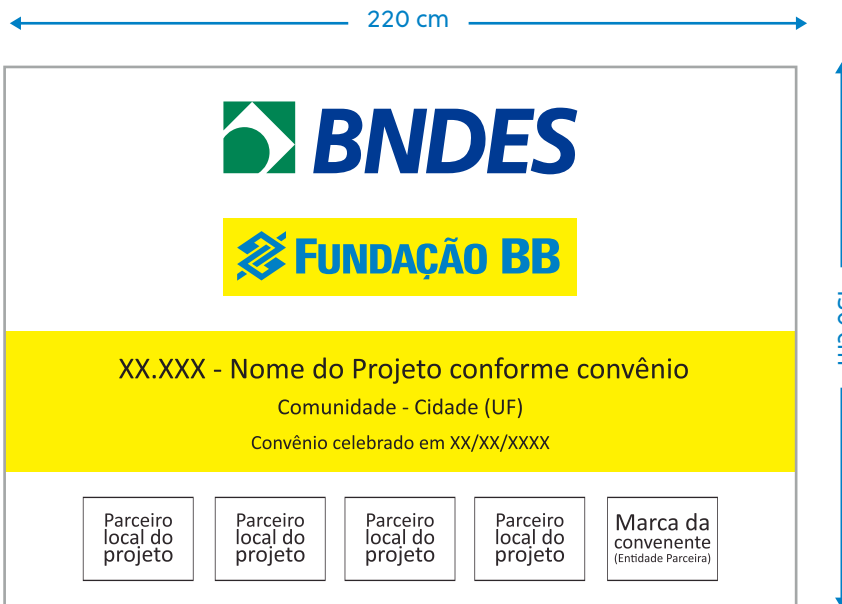 220 cm
BNDES
FUNDAÇÃO BB
XX.XXX - Nome do Projeto conforme convênio
Comunidade - Cidade (UF)
Convênio celebrado em XX/XX/XXXX
Parceiro
local do
projeto
Parceiro
local do
projeto
Parceiro
local do
projeto
Parceiro
local do
projeto
Marca da
convenente
(Entidade Parceira)